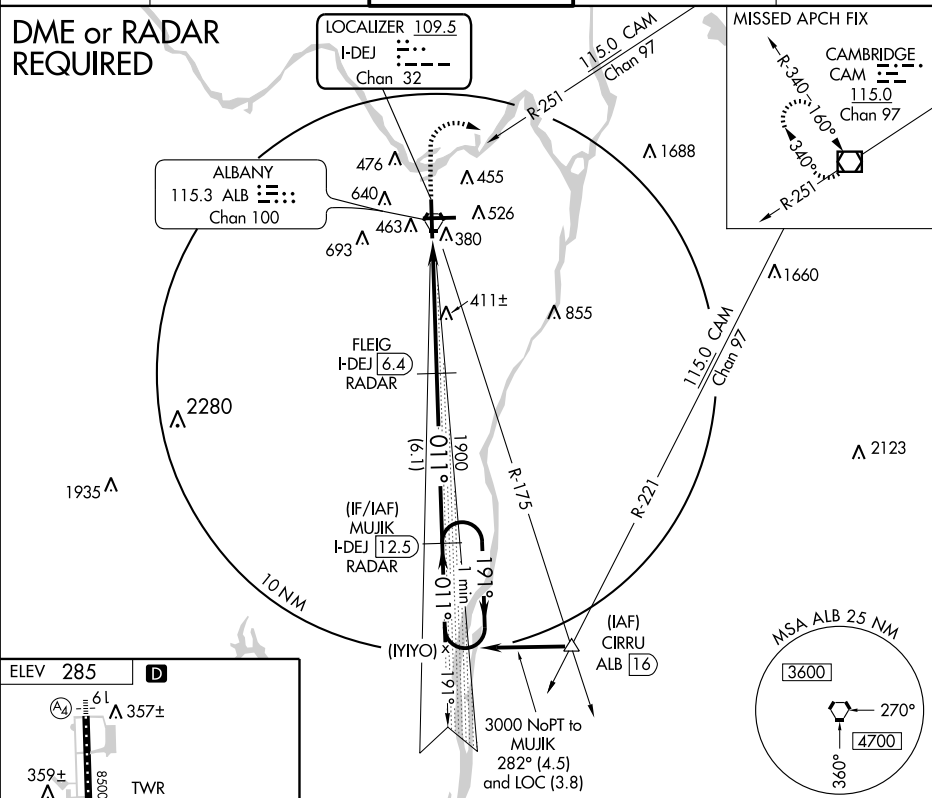 DME or RADAR
REQUIRED
LOCALIZER 109.5
I-DEJ
Chan 32
115.0 CAM
Chan 97
R-251
MISSED APCH FIX
CAMBRIDGE
CAM
115.0
Chan 97
R-340
160°
340°
R-251
ALBANY
115.3 ALB
Chan 100
476
455
1688
640
463
526
380
693
411±
855
1660
FLEIG
I-DEJ 6.4
RADAR
115.0 CAM
Chan 97
2280
1935
2123
011°
(6.1)
1900
R-175
R-221
(IF/IAF)
MUJIK
I-DEJ 12.5
RADAR
011°
1 min
191°
10 NM
(IYIYO)
191°
(IAF)
CIRRU
ALB 16
3000 NoPT to
MUJIK
282° (4.5)
and LOC (3.8)
MSA ALB 25 NM
3600
270°
4700
360°
ELEV 285
D
A4
19
357±
359±
8500
TWR